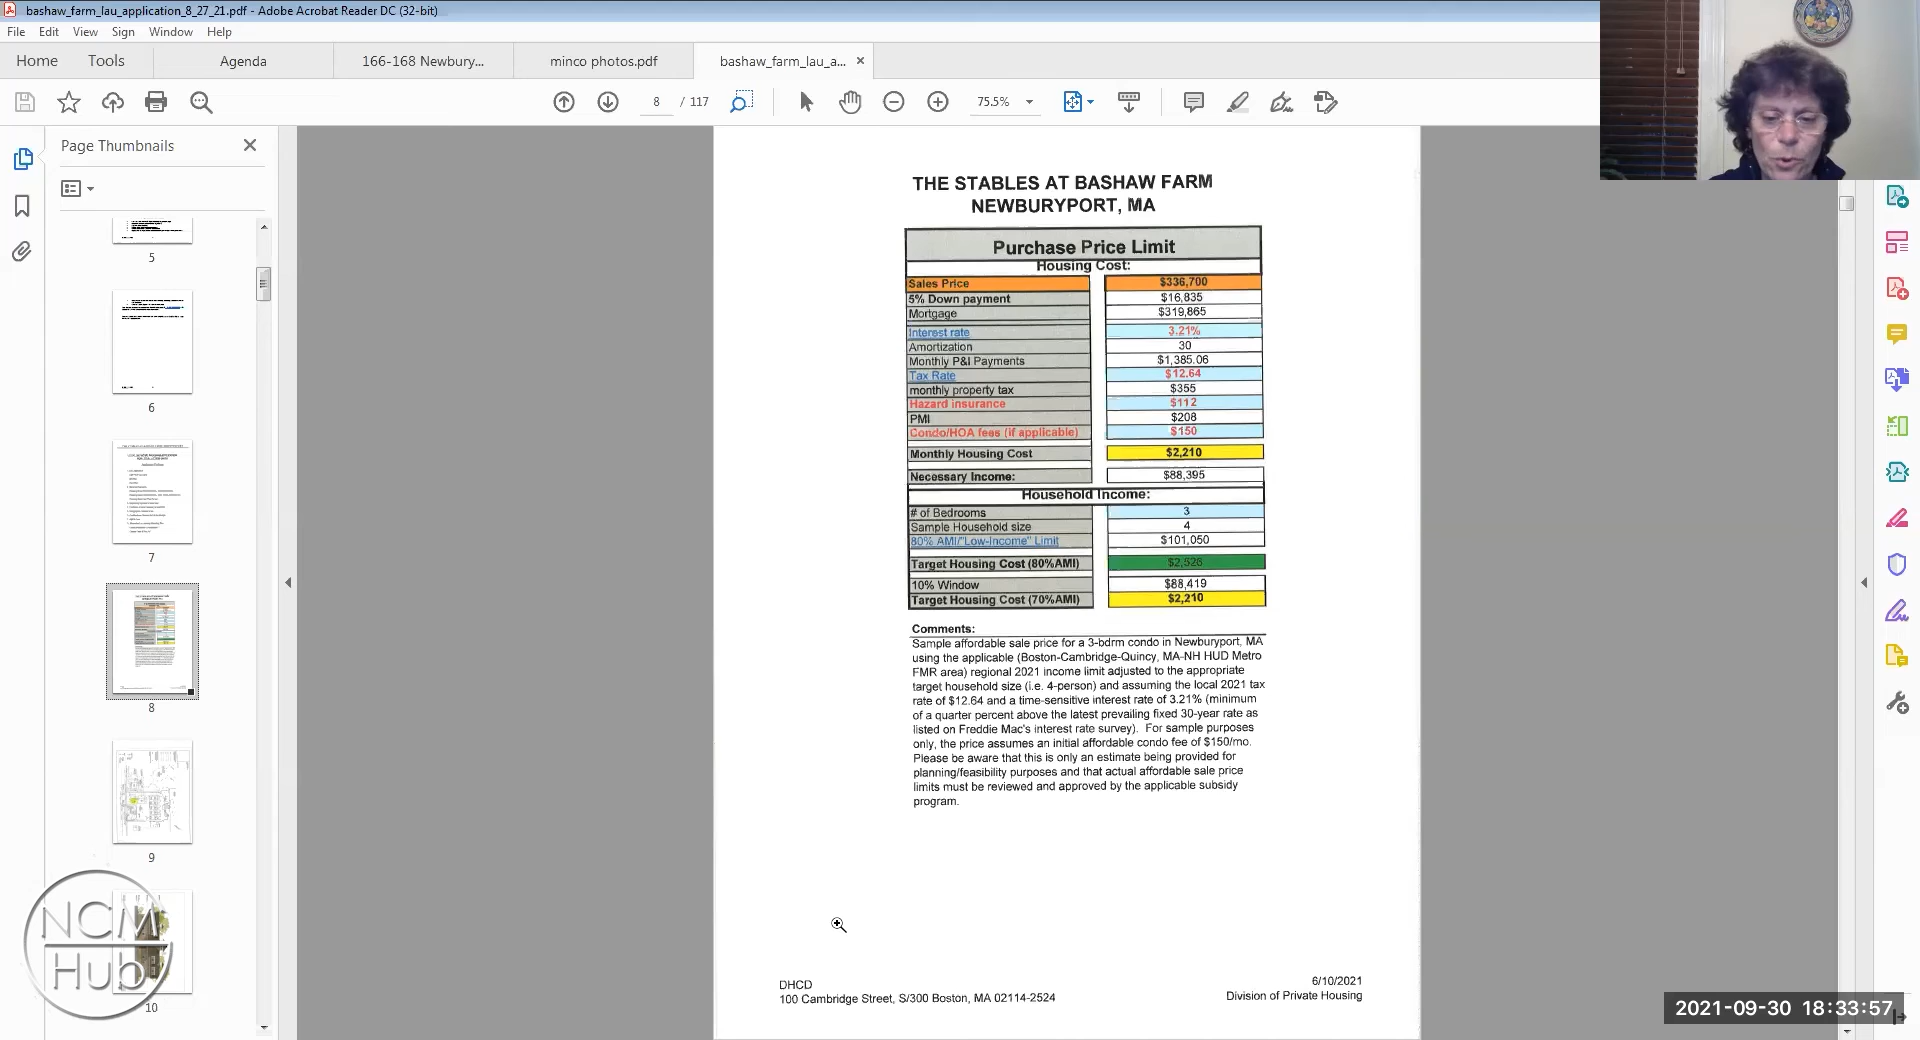 bashaw_farm_lau_application_8_27_21.pdf - Adobe Acrobat Reader DC (32-bit)
File Edit View Sign Window Help
Home Tools Agenda 166-168 Newbury... minco photos.pdf bashaw_farm_lau_a...
8 / 117 75.5%
Page Thumbnails
5
6
7
8
9
10
THE STABLES AT BASHAW FARM
NEWBURYPORT, MA
Purchase Price Limit
Housing Cost:
Sales Price $336,700
5% Down payment $16,835
Mortgage $319,865
Interest rate 3.21%
Amortization 30
Monthly P&I Payments $1,385.06
Tax Rate $12.64
monthly property tax $355
Hazard insurance $112
PMI $208
Condo/HOA fees (if applicable) $150
Monthly Housing Cost $2,210
Necessary Income: $88,395
Household Income:
# of Bedrooms 3
Sample Household size 4
80% AMI/"Low-Income" Limit $101,050
Target Housing Cost (80%AMI) $2,526
10% Window $88,419
Target Housing Cost (70%AMI) $2,210
Comments:
Sample affordable sale price for a 3-bdrm condo in Newburyport, MA
using the applicable (Boston-Cambridge-Quincy, MA-NH HUD Metro
FMR area) regional 2021 income limit adjusted to the appropriate
target household size (i.e. 4-person) and assuming the local 2021 tax
rate of $12.64 and a time-sensitive interest rate of 3.21% (minimum
of a quarter percent above the latest prevailing fixed 30-year rate as
listed on Freddie Mac's interest rate survey). For sample purposes
only, the price assumes an initial affordable condo fee of $150/mo.
Please be aware that this is only an estimate being provided for
planning/feasibility purposes and that actual affordable sale price
limits must be reviewed and approved by the applicable subsidy
program.
DHCD
100 Cambridge Street, S/300 Boston, MA 02114-2524
6/10/2021
Division of Private Housing
NCM
Hub
2021-09-30 18:33:57